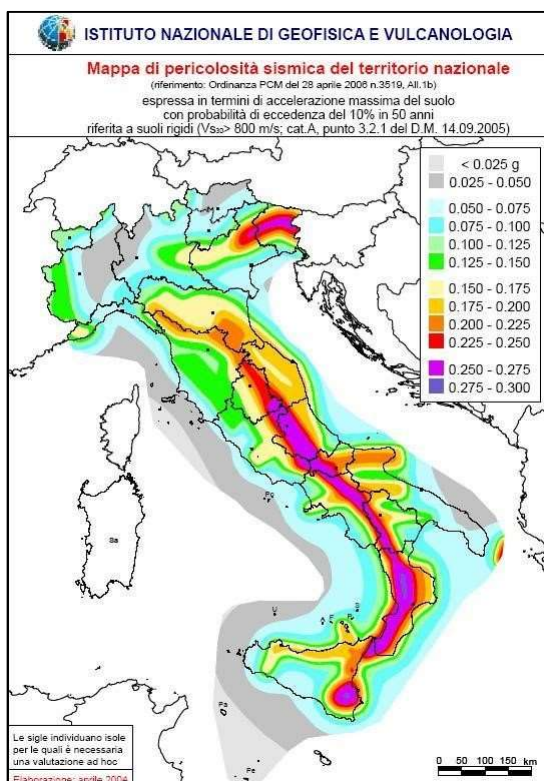 ISTITUTO NAZIONALE DI GEOFISICA E VULCANOLOGIA
Mappa di pericolosità sismica del territorio nazionale
(riferimento: Ordinanza PCM del 28 aprile 2006 n.3519, All.1b)
espressa in termini di accelerazione massima del suolo
con probabilità di eccedenza del 10% in 50 anni
riferita a suoli rigidi (Vs30> 800 m/s; cat.A, punto 3.2.1 del D.M. 14.09.2005)
< 0.025 g
0.025 - 0.050
0.050 - 0.075
0.075 - 0.100
0.100 - 0.125
0.125 - 0.150
0.150 - 0.175
0.175 - 0.200
0.200 - 0.225
0.225 - 0.250
0.250 - 0.275
0.275 - 0.300
Sa
U
Pa
Pe
Le sigle individuano isole
per le quali è necessaria
una valutazione ad hoc
Elaborazione: aprile 2004
0 50 100 150 km